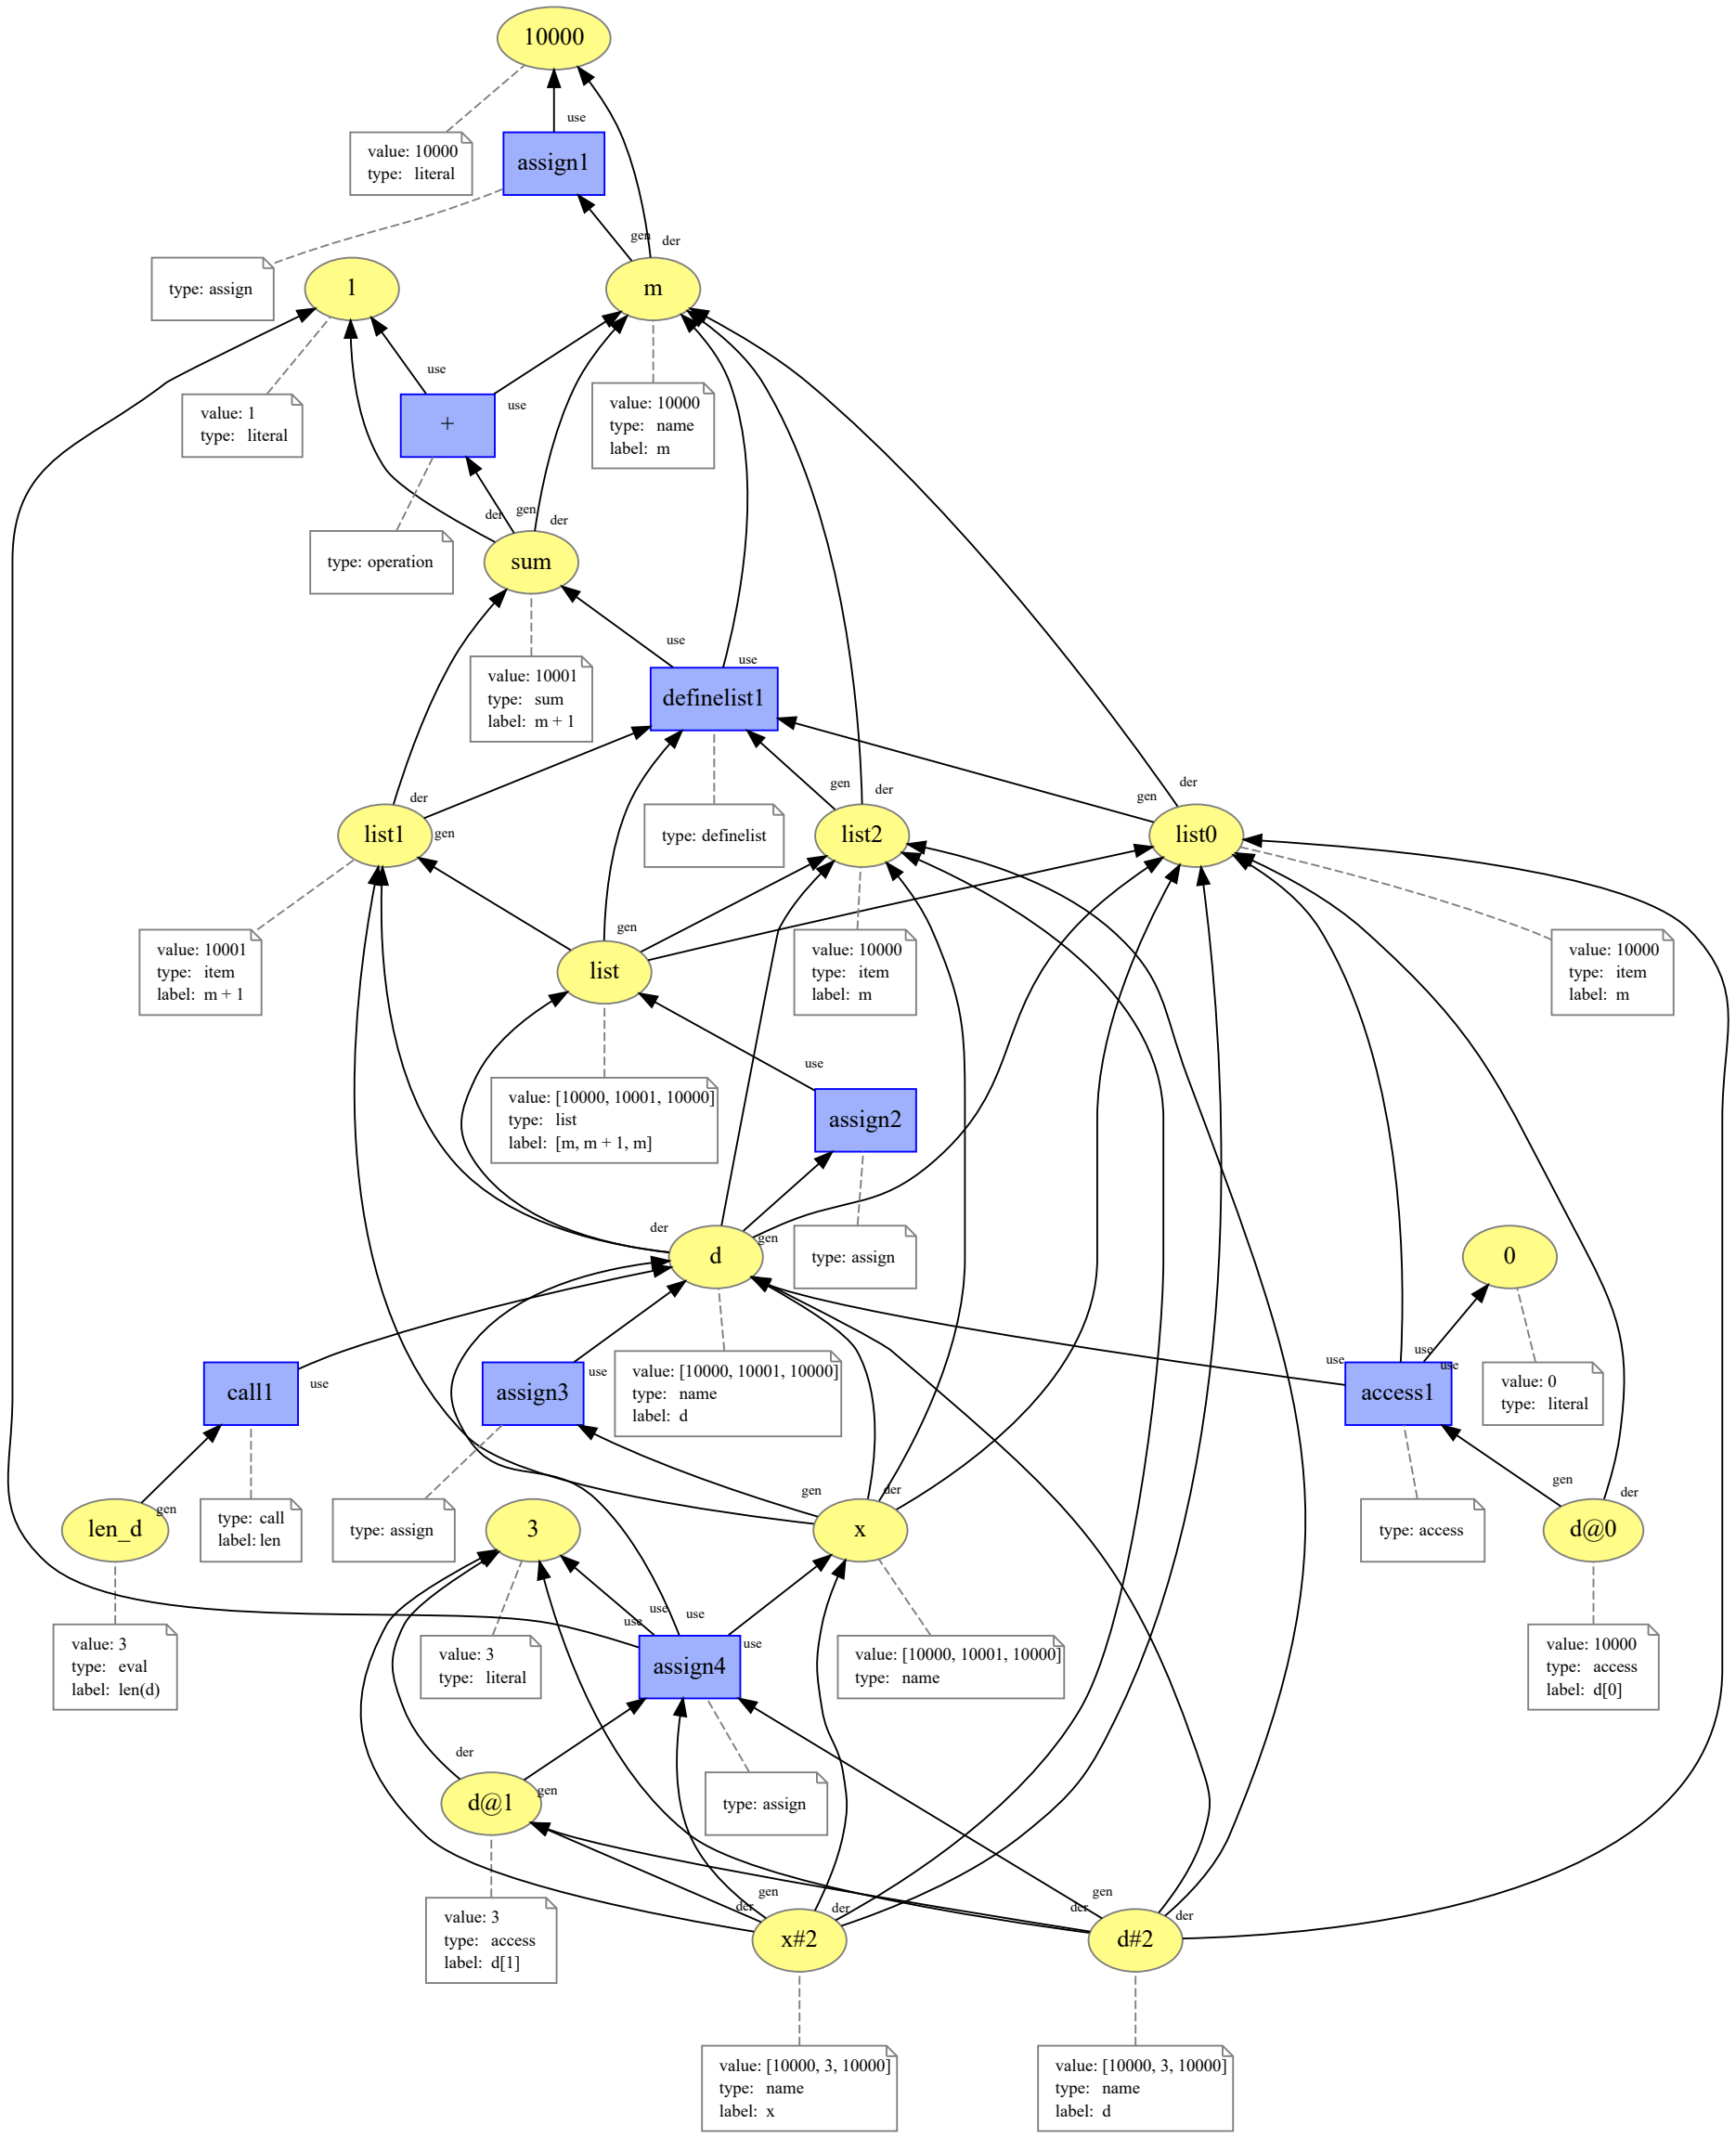 10000
use
value: 10000
type: literal
assign1
gen
der
type: assign
1
m
use
value: 1
type: literal
+
use
value: 10000
type: name
label: m
der
gen
der
type: operation
sum
use
use
value: 10001
type: sum
label: m + 1
definelist1
der
gen
gen
der
gen
der
list1
type: definelist
list2
list0
gen
value: 10001
type: item
label: m + 1
list
value: 10000
type: item
label: m
value: 10000
type: item
label: m
use
value: [10000, 10001, 10000]
type: list
label: [m, m + 1, m]
assign2
der
gen
d
type: assign
0
use
use
use
use
use
call1
assign3
value: [10000, 10001, 10000]
type: name
label: d
access1
value: 0
type: literal
gen
gen
der
gen
der
len_d
type: call
label: len
type: assign
3
x
type: access
d@0
use
use
use
use
value: 3
type: eval
label: len(d)
value: 3
type: literal
assign4
value: [10000, 10001, 10000]
type: name
value: 10000
type: access
label: d[0]
der
gen
d@1
type: assign
gen
der
der
gen
der
der
value: 3
type: access
label: d[1]
x#2
d#2
value: [10000, 3, 10000]
type: name
label: x
value: [10000, 3, 10000]
type: name
label: d